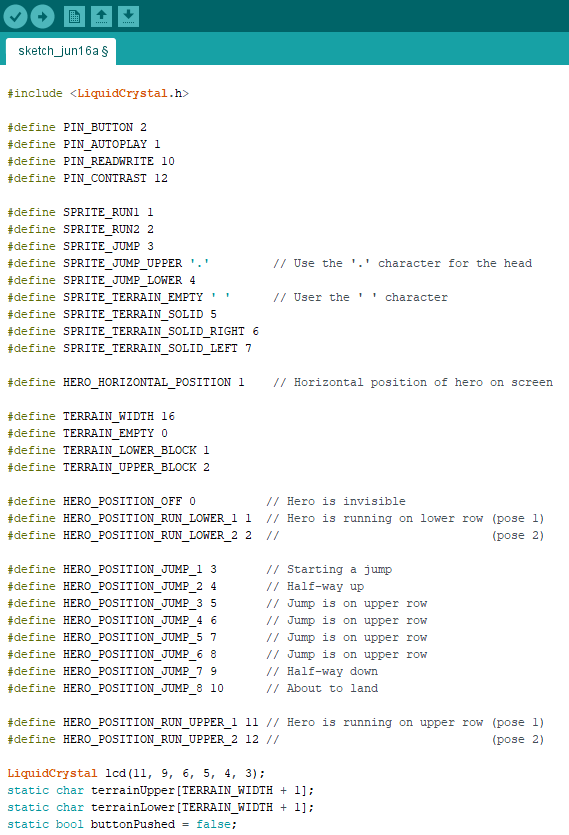 sketch_jun16a §
#include <LiquidCrystal.h>
#define PIN_BUTTON 2
#define PIN_AUTOPLAY 1
#define PIN_READWRITE 10
#define PIN_CONTRAST 12
#define SPRITE_RUN1 1
#define SPRITE_RUN2 2
#define SPRITE_JUMP 3
#define SPRITE_JUMP_UPPER '.'         // Use the '.' character for the head
#define SPRITE_JUMP_LOWER 4
#define SPRITE_TERRAIN_EMPTY ' '      // User the ' ' character
#define SPRITE_TERRAIN_SOLID 5
#define SPRITE_TERRAIN_SOLID_RIGHT 6
#define SPRITE_TERRAIN_SOLID_LEFT 7
#define HERO_HORIZONTAL_POSITION 1    // Horizontal position of hero on screen
#define TERRAIN_WIDTH 16
#define TERRAIN_EMPTY 0
#define TERRAIN_LOWER_BLOCK 1
#define TERRAIN_UPPER_BLOCK 2
#define HERO_POSITION_OFF 0          // Hero is invisible
#define HERO_POSITION_RUN_LOWER_1 1  // Hero is running on lower row (pose 1)
#define HERO_POSITION_RUN_LOWER_2 2  //                              (pose 2)
#define HERO_POSITION_JUMP_1 3       // Starting a jump
#define HERO_POSITION_JUMP_2 4       // Half-way up
#define HERO_POSITION_JUMP_3 5       // Jump is on upper row
#define HERO_POSITION_JUMP_4 6       // Jump is on upper row
#define HERO_POSITION_JUMP_5 7       // Jump is on upper row
#define HERO_POSITION_JUMP_6 8       // Jump is on upper row
#define HERO_POSITION_JUMP_7 9       // Half-way down
#define HERO_POSITION_JUMP_8 10      // About to land
#define HERO_POSITION_RUN_UPPER_1 11 // Hero is running on upper row (pose 1)
#define HERO_POSITION_RUN_UPPER_2 12 //                              (pose 2)
LiquidCrystal lcd(11, 9, 6, 5, 4, 3);
static char terrainUpper[TERRAIN_WIDTH + 1];
static char terrainLower[TERRAIN_WIDTH + 1];
static bool buttonPushed = false;